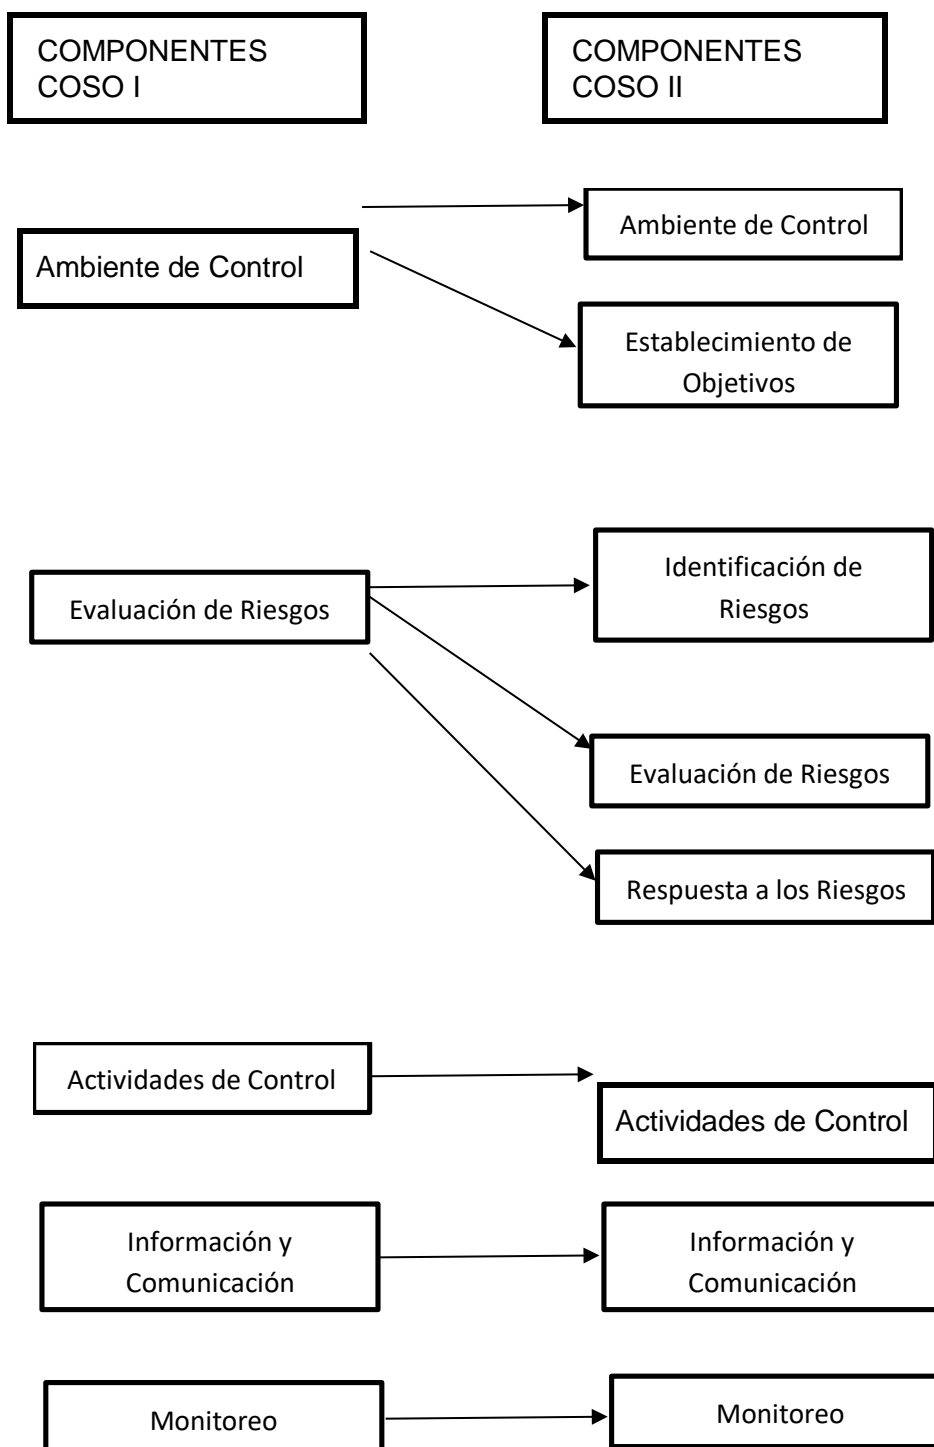 COMPONENTES
COSO I
COMPONENTES
COSO II
Ambiente de Control
Ambiente de Control
Establecimiento de
Objetivos
Evaluación de Riesgos
Identificación de
Riesgos
Evaluación de Riesgos
Respuesta a los Riesgos
Actividades de Control
Actividades de Control
Información y
Comunicación
Información y
Comunicación
Monitoreo
Monitoreo